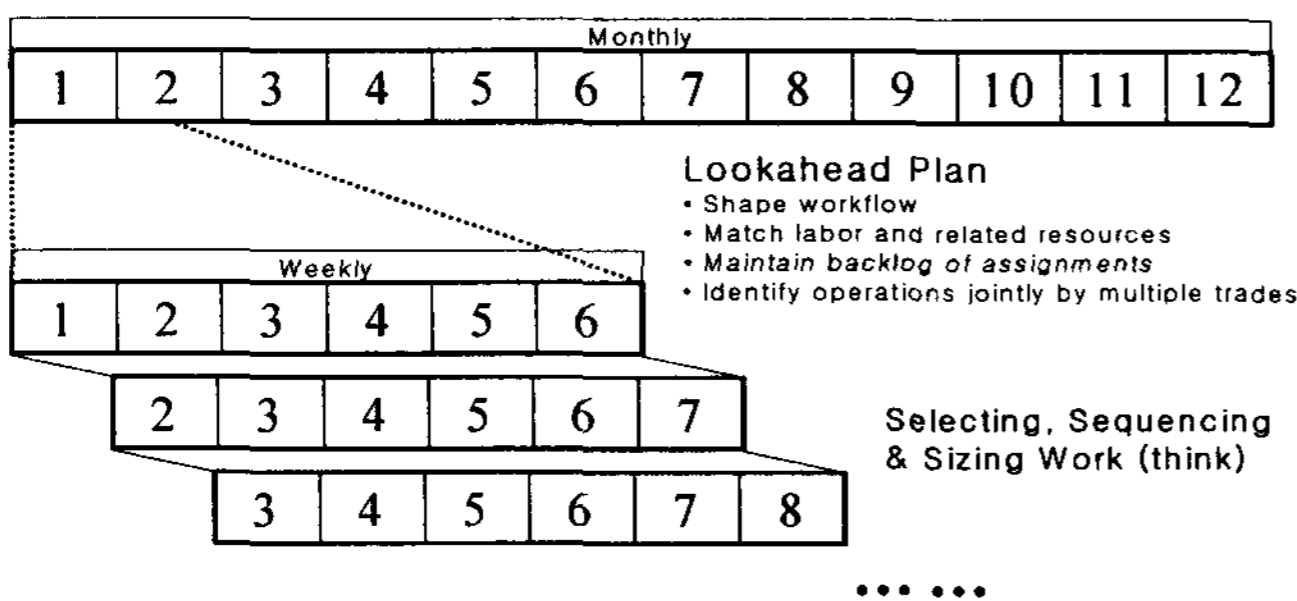 Monthly
1 2 3 4 5 6 7 8 9 10 11 12
Lookahead Plan
• Shape workflow
• Match labor and related resources
• Maintain backlog of assignments
• Identify operations jointly by multiple trades
Weekly
1 2 3 4 5 6
2 3 4 5 6 7
Selecting, Sequencing
& Sizing Work (think)
3 4 5 6 7 8
••• •••